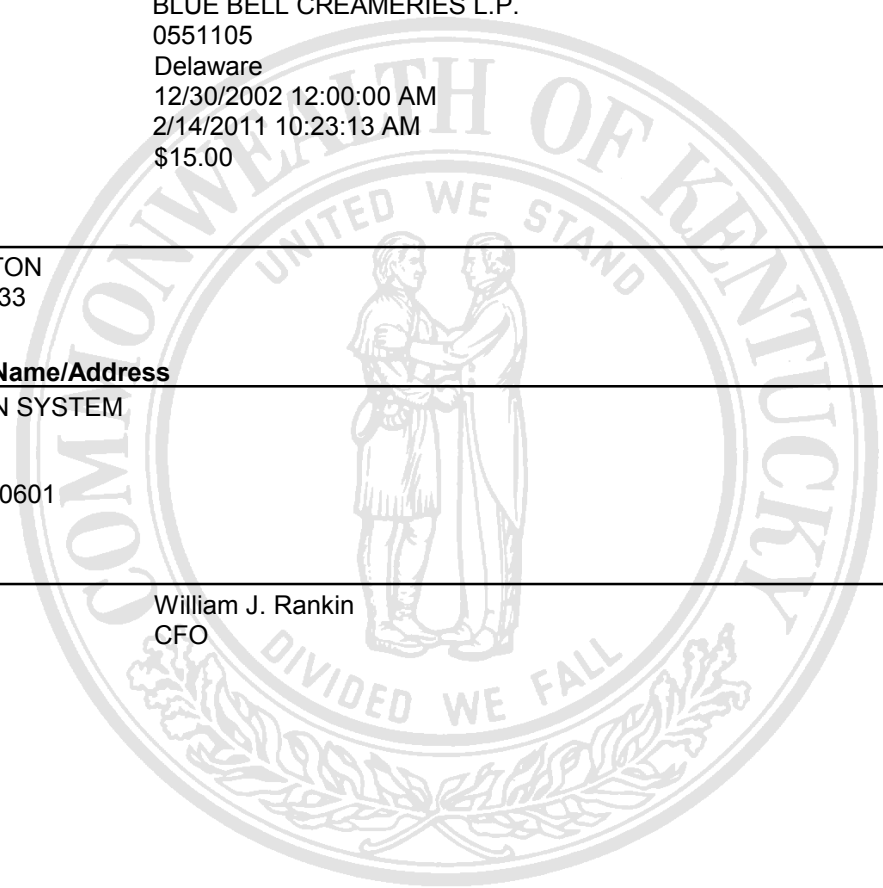 BLUE BELL CREAMERIES L.P.
0551105
Delaware
12/30/2002 12:00:00 AM
2/14/2011 10:23:13 AM
$15.00
TON
33
Name/Address
N SYSTEM
0601
William J. Rankin
CFO
COMMONWEALTH OF KENTUCKY
UNITED WE STAND
DIVIDED WE FALL